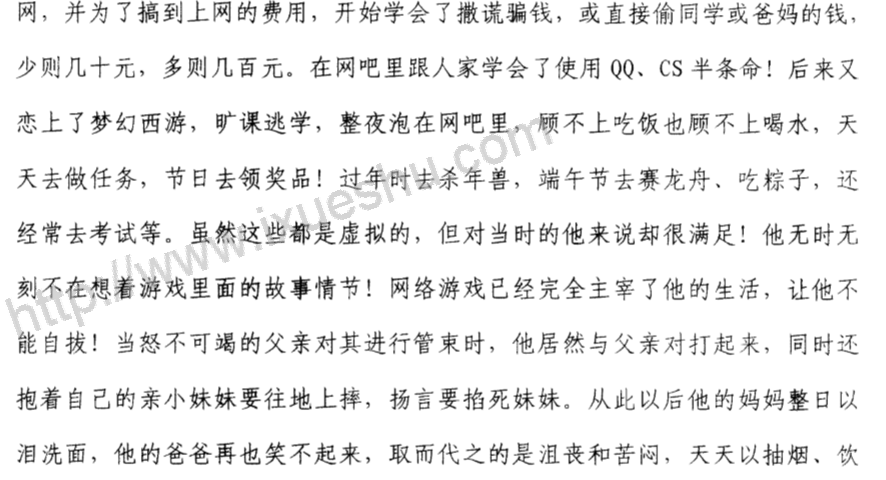 网，并为了搞到上网的费用，开始学会了撒谎骗钱，或直接偷同学或爸妈的钱，
少则几十元，多则几百元。在网吧里跟人家学会了使用 QQ、CS 半条命！后来又
恋上了梦幻西游，旷课逃学，整夜泡在网吧里，顾不上吃饭也顾不上喝水，天
天去做任务，节日去领奖品！过年时去杀年兽，端午节去赛龙舟、吃粽子，还
经常去考试等。虽然这些都是虚拟的，但对当时的他来说却很满足！他无时无
刻不在想着游戏里面的故事情节！网络游戏已经完全主宰了他的生活，让他不
能自拔！当怒不可竭的父亲对其进行管束时，他居然与父亲对打起来，同时还
抱着自己的亲小妹妹要往地上摔，扬言要掐死妹妹。从此以后他的妈妈整日以
泪洗面，他的爸爸再也笑不起来，取而代之的是沮丧和苦闷，天天以抽烟、饮
http://www.ixueshu.com